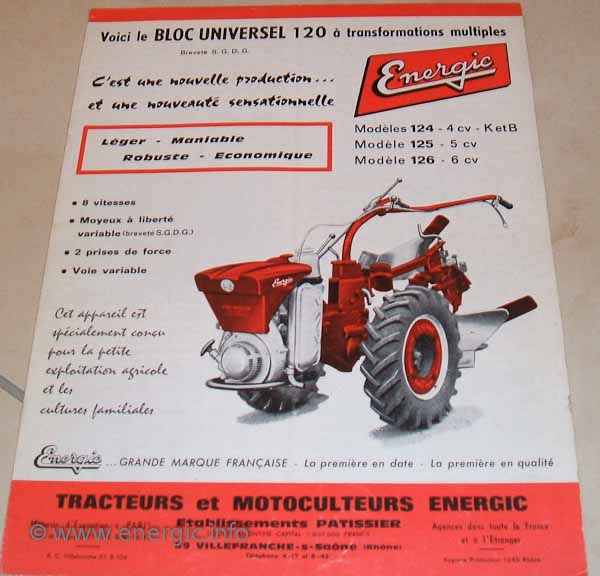 Voici le BLOC UNIVERSEL 120 à transformations multiples
Breveté S.G.D.G.
C'est une nouvelle production...
et une nouveauté sensationnelle
Energic
Léger - Maniable
Robuste - Economique
Modèles 124 - 4 cv - K et B
Modèle 125 - 5 cv
Modèle 126 - 6 cv
• 8 vitesses
• Moyeux à liberté
variable (breveté S.G.D.G.)
• 2 prises de force
• Voie variable
Energic
Cet appareil est
spécialement conçu
pour la petite
exploitation agricole
et les
cultures familiales
Energic ...GRANDE MARQUE FRANÇAISE - La première en date - La première en qualité
TRACTEURS et MOTOCULTEURS ENERGIC
Etablissements PATISSIER
CAPITAL FRANCS
VILLEFRANCHE-s-Saône (Rhône)
Agences dans toute la France
et à l'Etranger
© www.energic.info